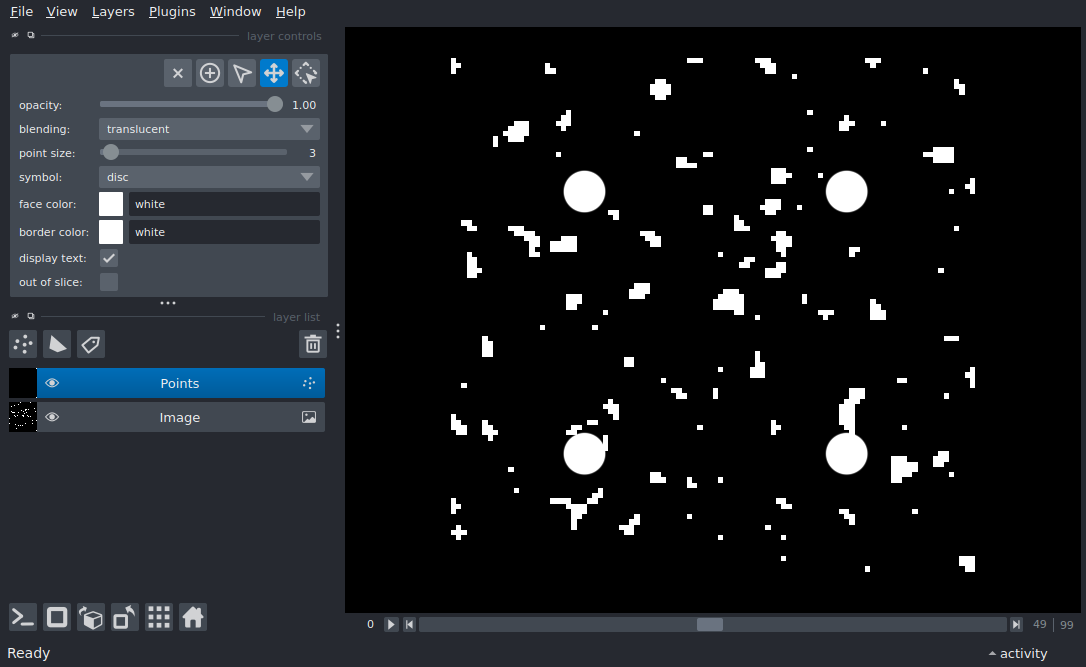 File View Layers Plugins Window Help
layer controls
opacity: 1.00
blending: translucent
point size: 3
symbol: disc
face color: white
border color: white
display text:
out of slice:
layer list
Points
Image
0 49 99
Ready activity